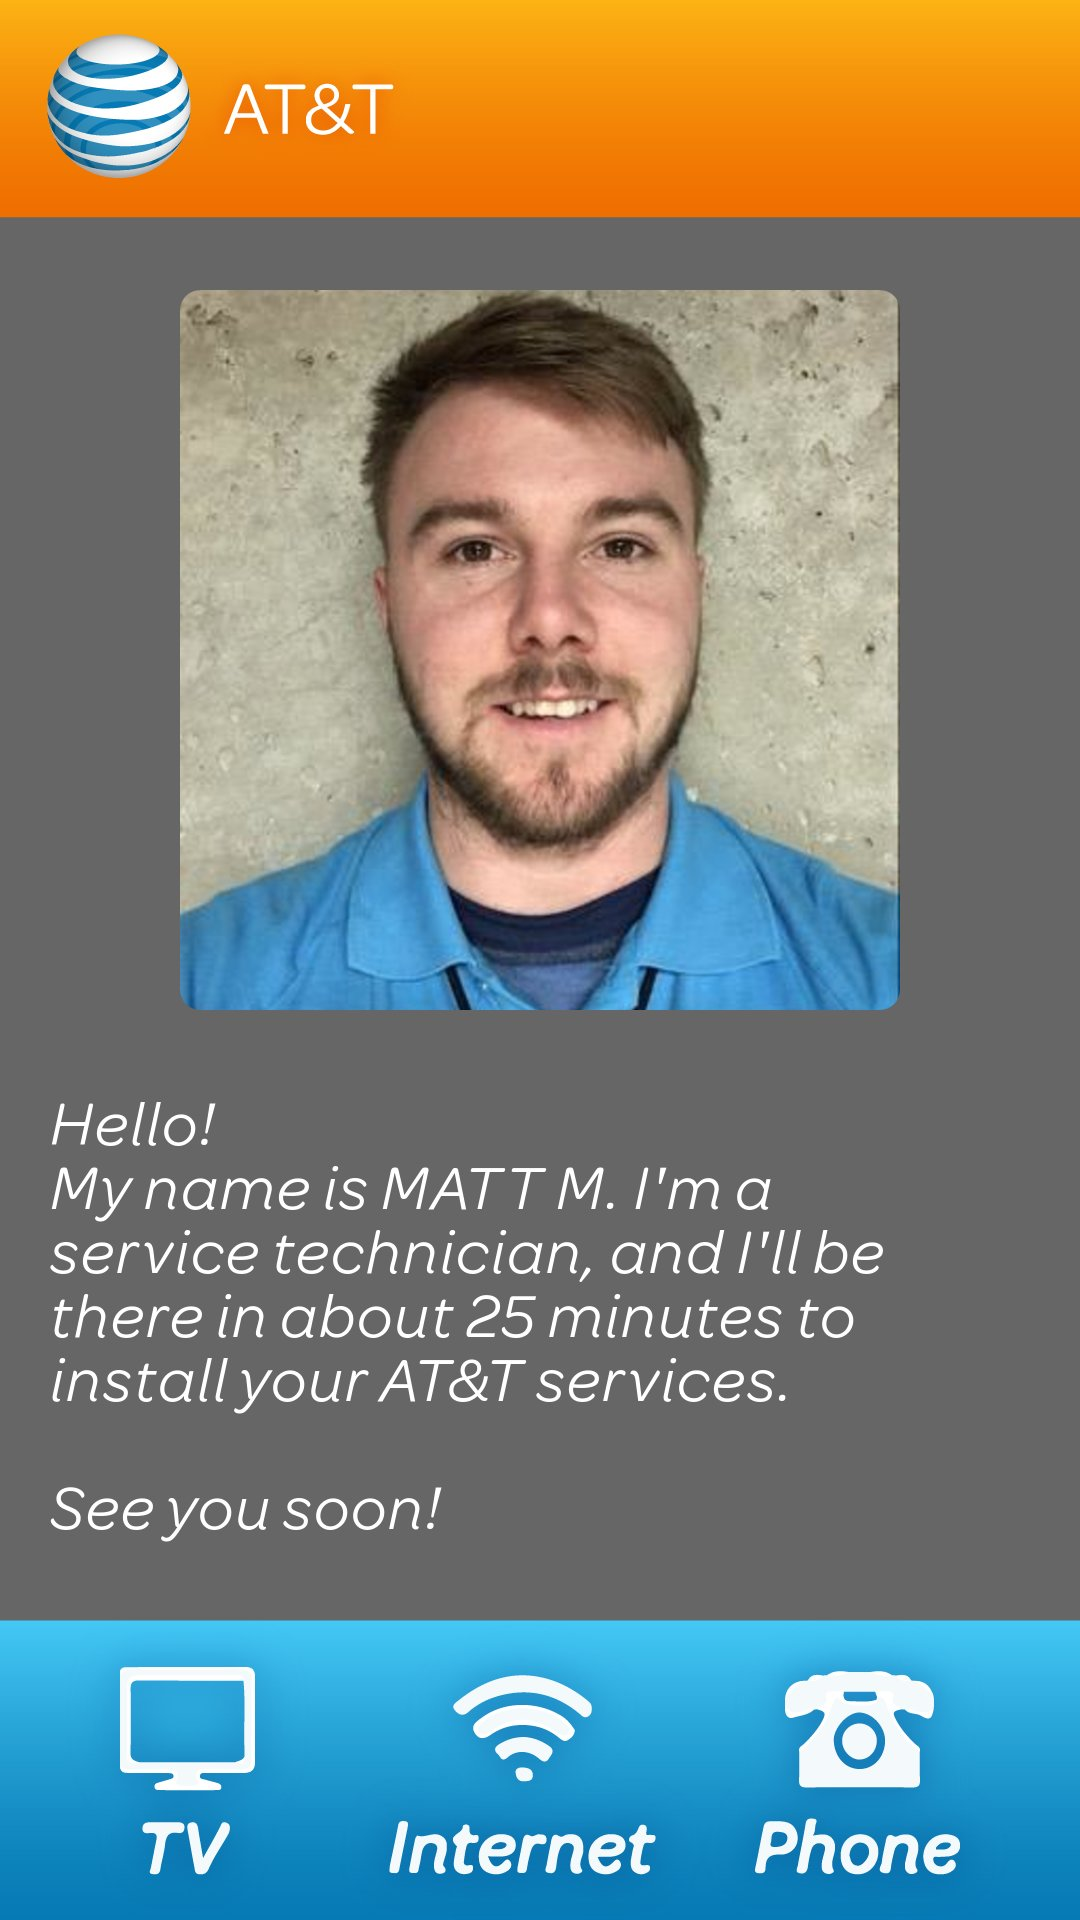 AT&T
Hello!
My name is MATT M. I'm a
service technician, and I'll be
there in about 25 minutes to
install your AT&T services.
See you soon!
TV Internet Phone